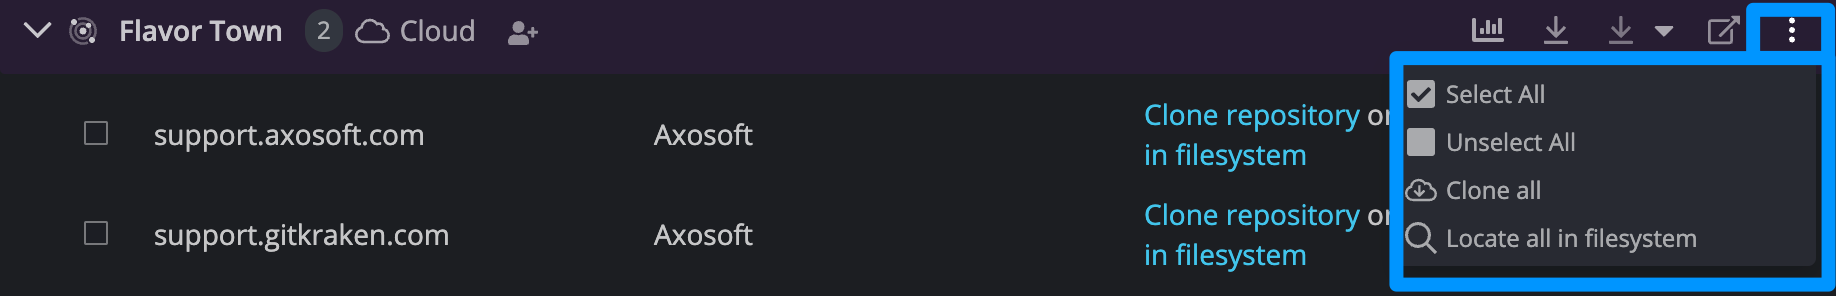 Flavor Town 2 Cloud
support.axosoft.com Axosoft Clone repository or
in filesystem
support.gitkraken.com Axosoft Clone repository or
in filesystem
Select All
Unselect All
Clone all
Locate all in filesystem